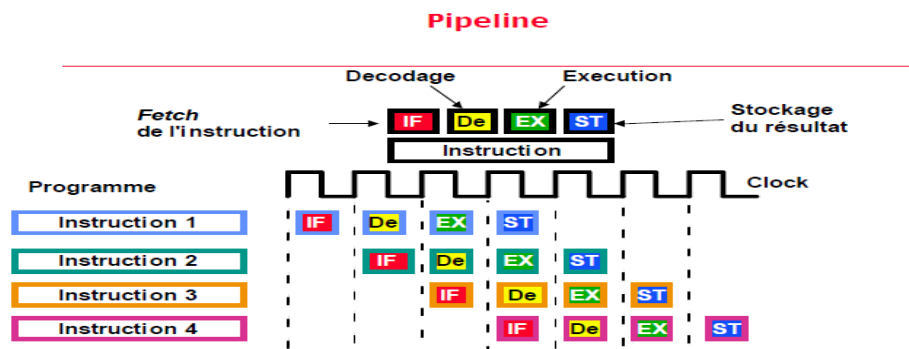 Pipeline
Decodage Execution
Fetch
de l'instruction
IF De EX ST
Stockage
du résultat
Instruction
Programme
Clock
Instruction 1 IF De EX ST
Instruction 2 IF De EX ST
Instruction 3 IF De EX ST
Instruction 4 IF De EX ST